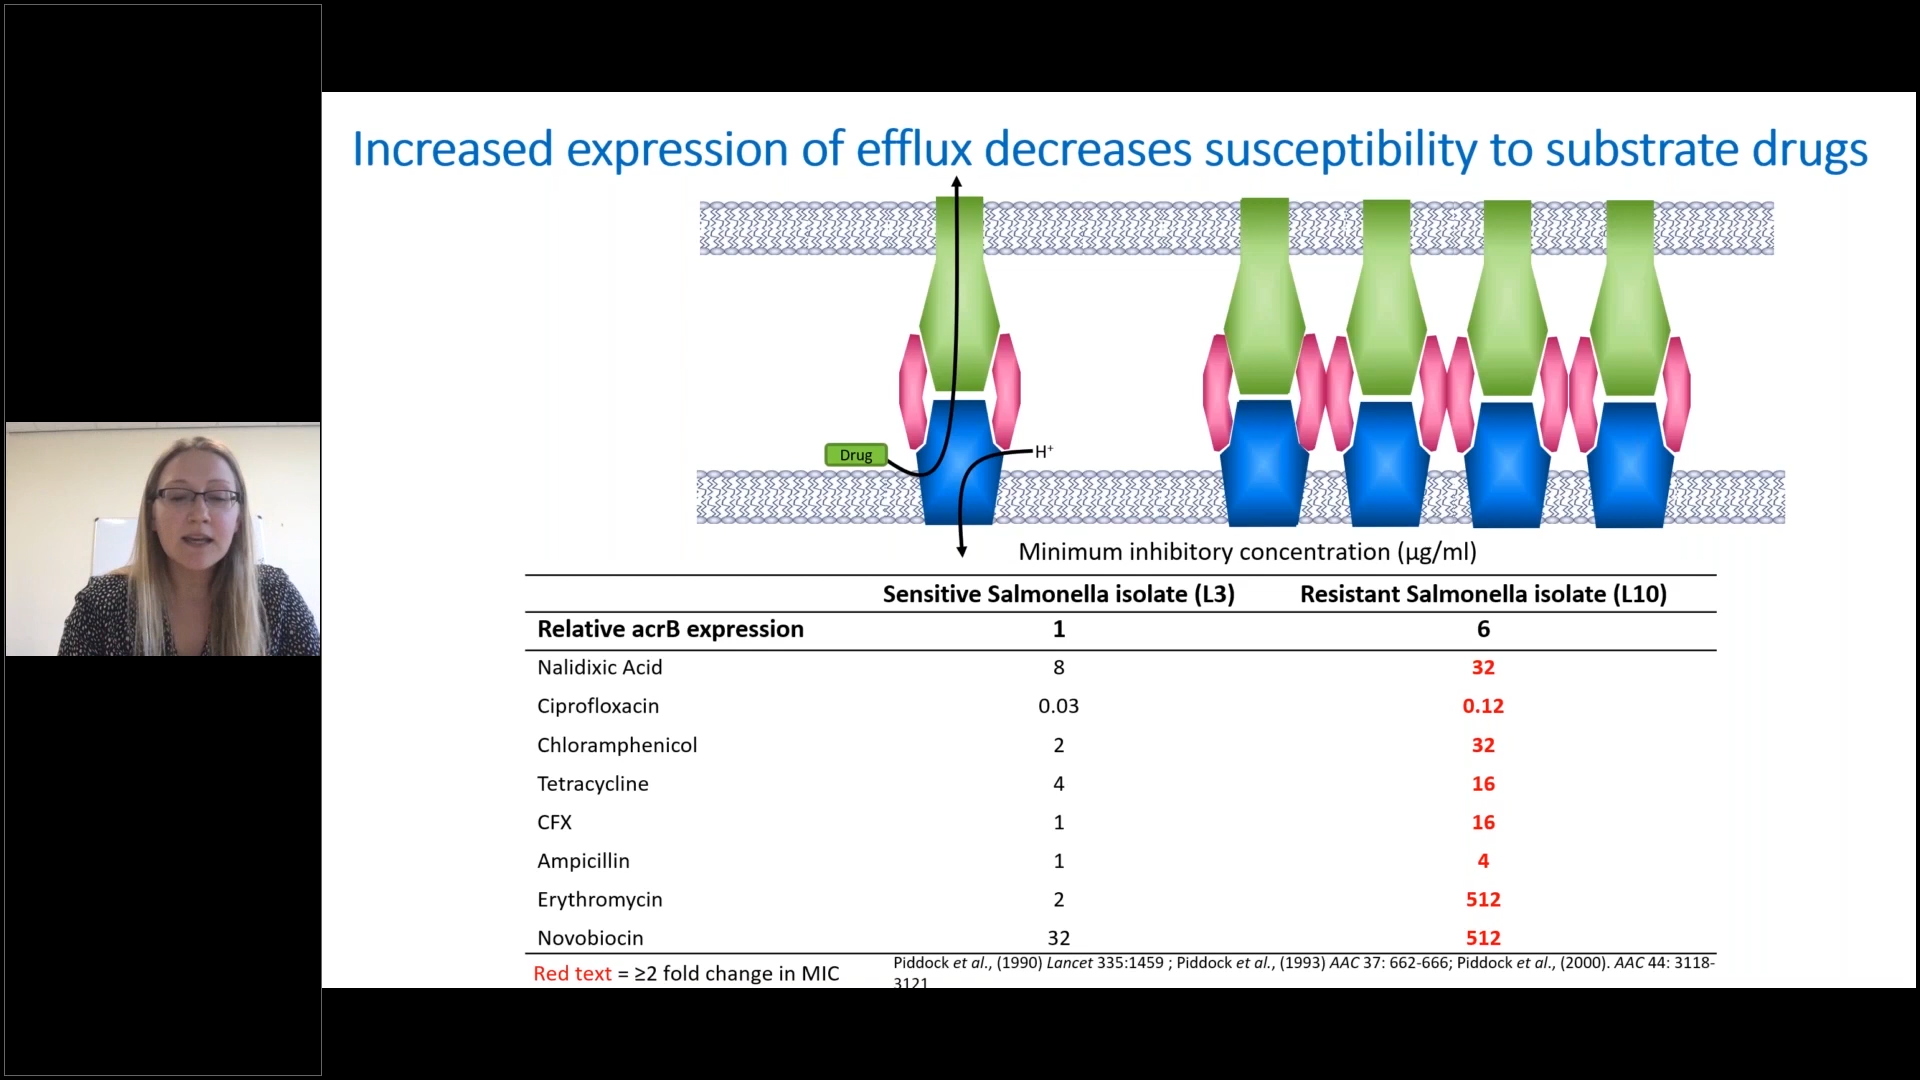 Increased expression of efflux decreases susceptibility to substrate drugs
Drug
H⁺
Minimum inhibitory concentration (µg/ml)
Sensitive Salmonella isolate (L3) Resistant Salmonella isolate (L10)
Relative acrB expression 1 6
Nalidixic Acid 8 32
Ciprofloxacin 0.03 0.12
Chloramphenicol 2 32
Tetracycline 4 16
CFX 1 16
Ampicillin 1 4
Erythromycin 2 512
Novobiocin 32 512
Red text = ≥2 fold change in MIC
Piddock et al., (1990) Lancet 335:1459 ; Piddock et al., (1993) AAC 37: 662-666; Piddock et al., (2000). AAC 44: 3118-
3121